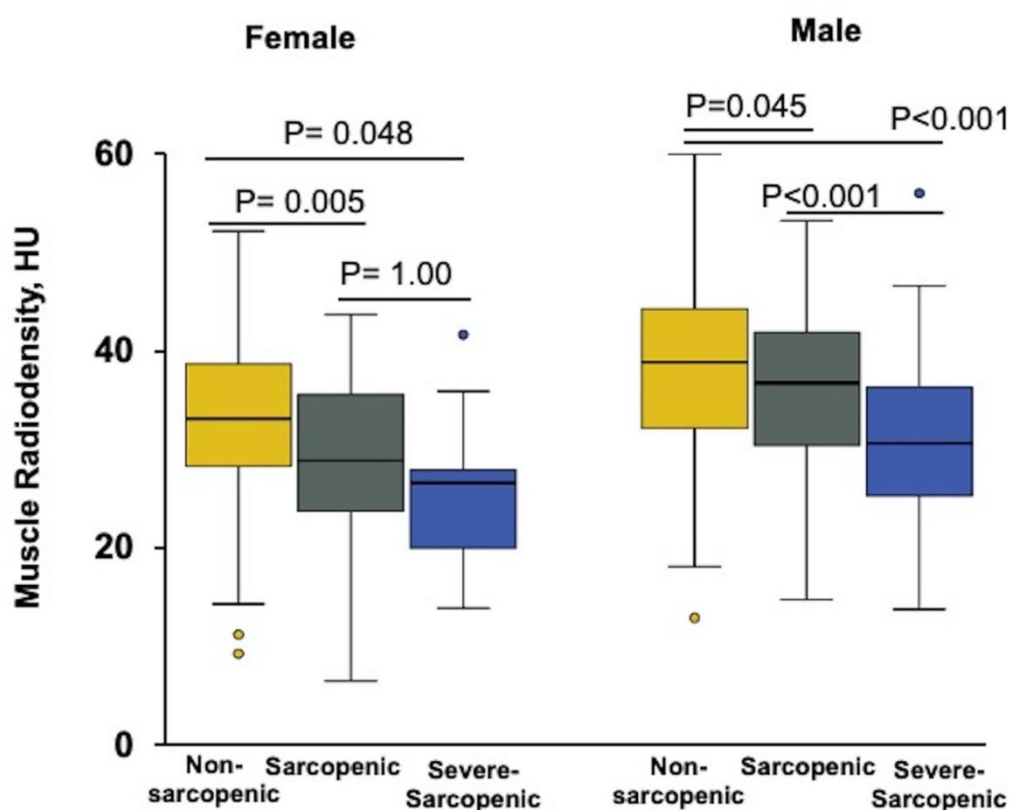 Female
Male
P=0.045
P<0.001
P= 0.048
P= 0.005
P<0.001
P= 1.00
Muscle Radiodensity, HU
60
40
20
0
Non-
sarcopenic
Sarcopenic
Severe-
Sarcopenic
Non-
sarcopenic
Sarcopenic
Severe-
Sarcopenic